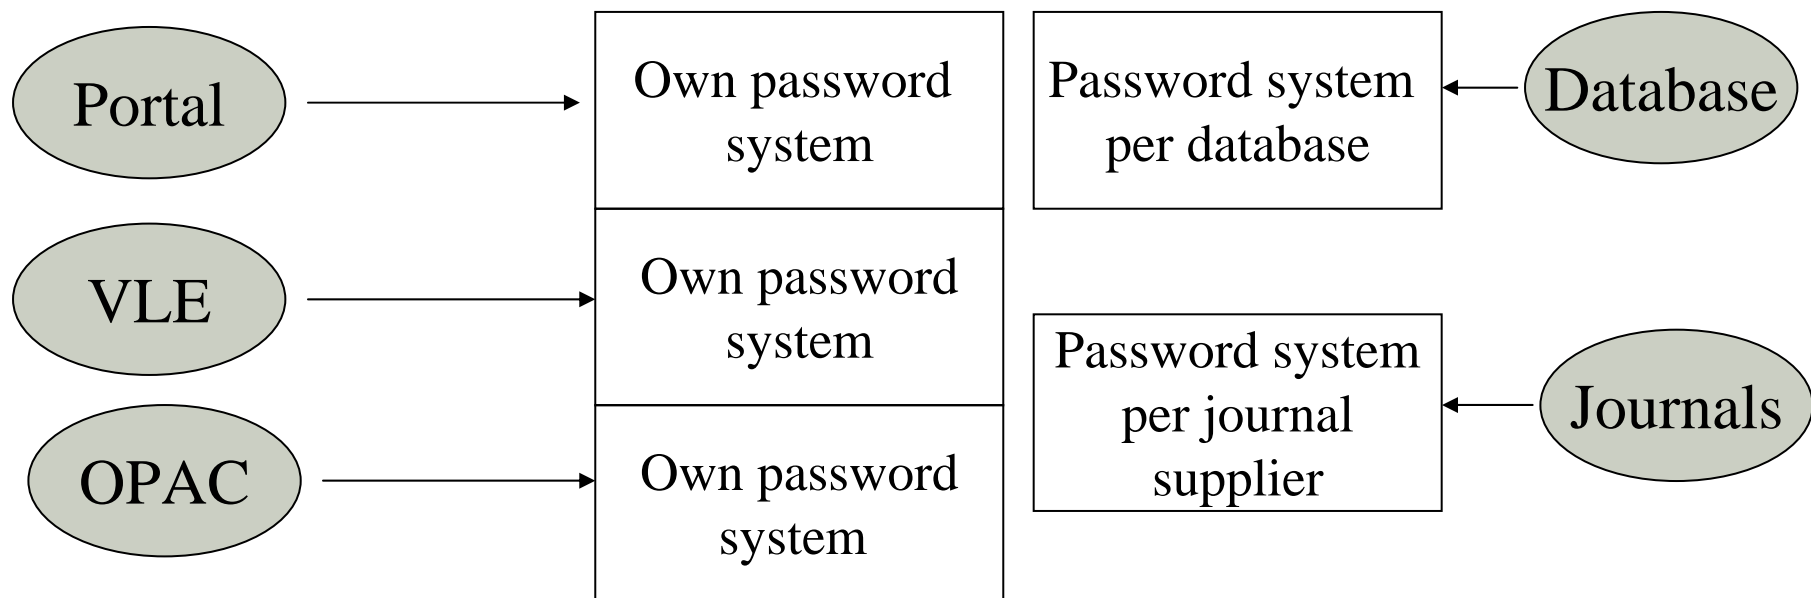 Portal
Own password
system
Password system
per database
Database
VLE
Own password
system
Password system
per journal
supplier
Journals
OPAC
Own password
system